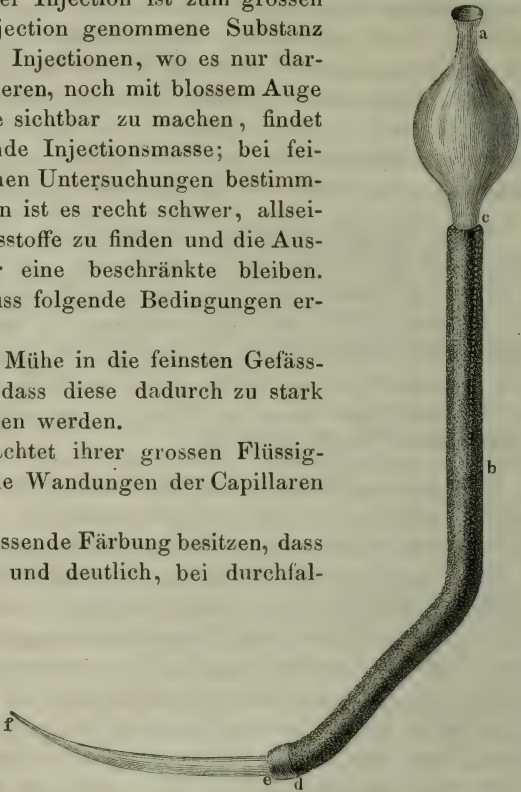 er Injection ist zum grossen
jection genommene Substanz
Injectionen, wo es nur dar-
eren, noch mit blossem Auge
e sichtbar zu machen, findet
nde Injectionsmasse; bei fei-
hen Untersuchungen bestimm-
n ist es recht schwer, allsei-
sstoffe zu finden und die Aus-
r eine beschränkte bleiben.
uss folgende Bedingungen er-
Mühe in die feinsten Gefäss-
dass diese dadurch zu stark
en werden.
chtet ihrer grossen Flüssig-
e Wandungen der Capillaren
ssende Färbung besitzen, dass
und deutlich, bei durchfal-
a
c
b
f
e
d